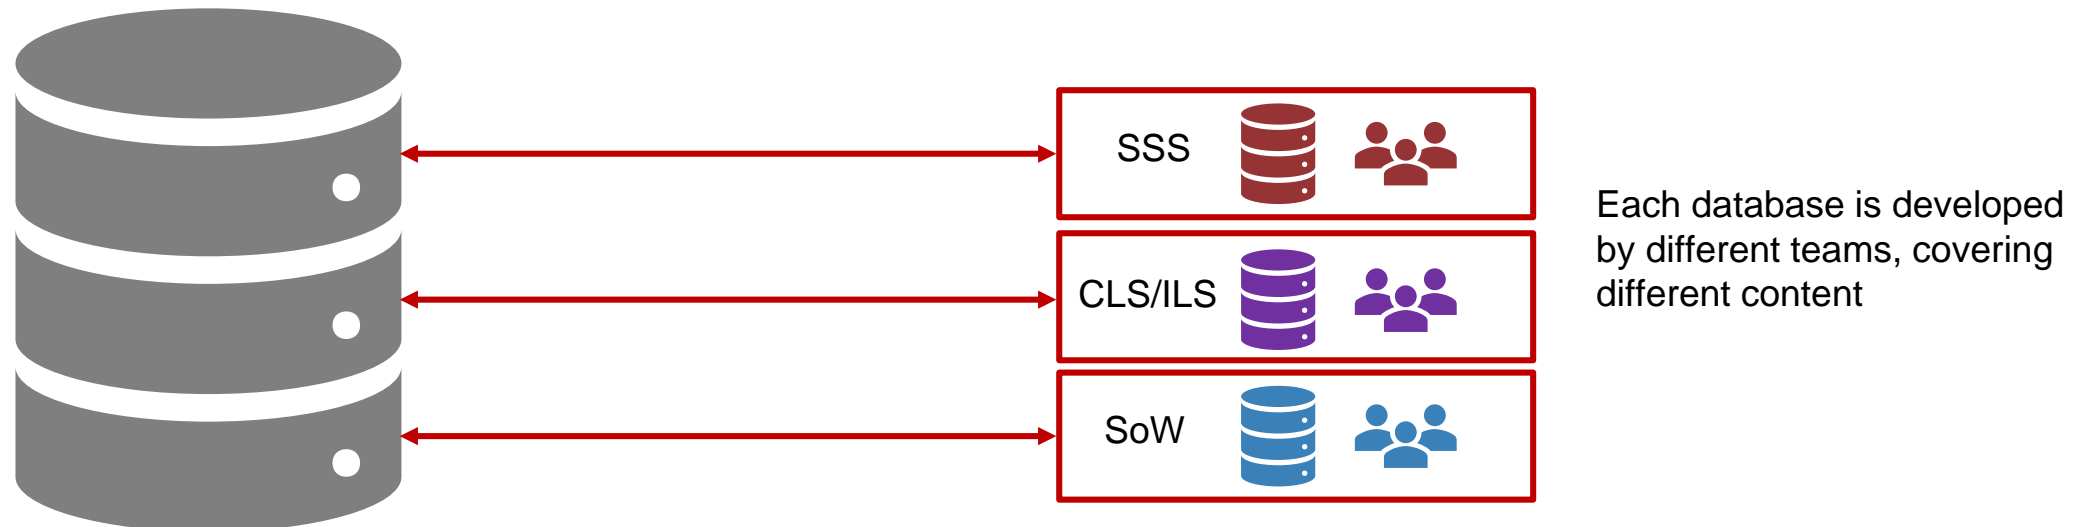 SSS
CLS/ILS
SoW
Each database is developed
by different teams, covering
different content